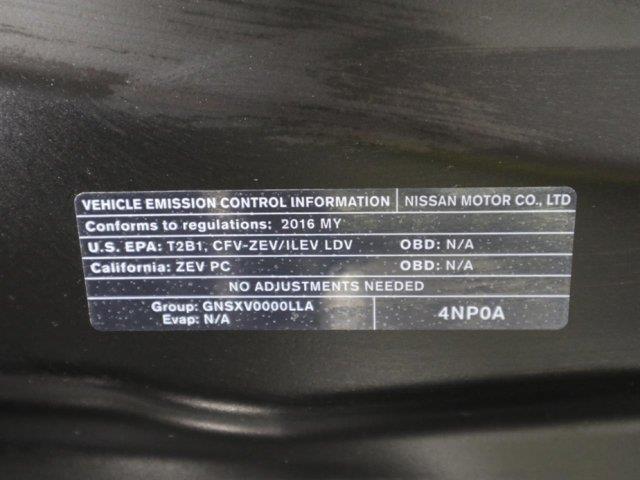 VEHICLE EMISSION CONTROL INFORMATION NISSAN MOTOR CO., LTD
Conforms to regulations: 2016 MY
U.S. EPA: T2B1, CFV-ZEV/ILEV LDV OBD: N/A
California: ZEV PC OBD: N/A
NO ADJUSTMENTS NEEDED
Group: GNSXV0000LLA
Evap: N/A
4NP0A